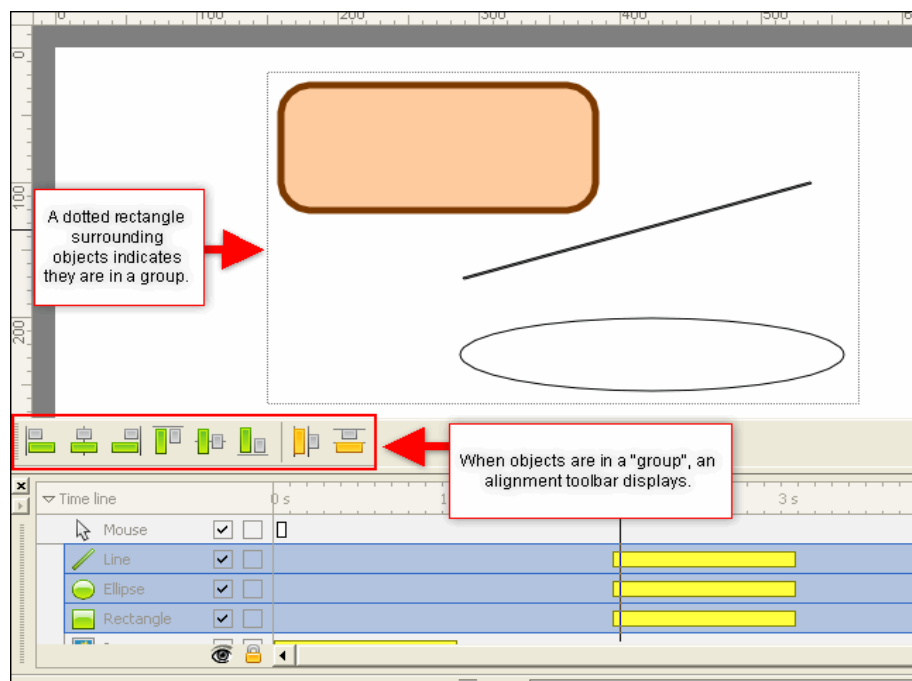 0 100 200 300 400 500
0
100
200
A dotted rectangle
surrounding
objects indicates
they are in a group.
When objects are in a "group", an
alignment toolbar displays.
Time line
0 s
1
3 s
Mouse
Line
Ellipse
Rectangle